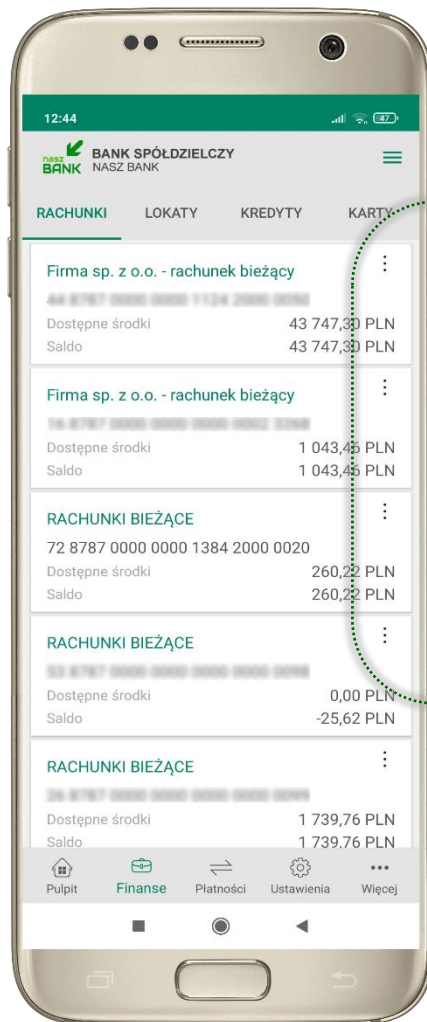 12:44
47
nasz BANK
BANK SPÓŁDZIELCZY
NASZ BANK
RACHUNKI LOKATY KREDYTY KARTY
Firma sp. z o.o. - rachunek bieżący
Dostępne środki 43 747,30 PLN
Saldo 43 747,30 PLN
Firma sp. z o.o. - rachunek bieżący
Dostępne środki 1 043,46 PLN
Saldo 1 043,46 PLN
RACHUNKI BIEŻĄCE
72 8787 0000 0000 1384 2000 0020
Dostępne środki 260,22 PLN
Saldo 260,22 PLN
RACHUNKI BIEŻĄCE
Dostępne środki 0,00 PLN
Saldo -25,62 PLN
RACHUNKI BIEŻĄCE
Dostępne środki 1 739,76 PLN
Saldo 1 739,76 PLN
Pulpit Finanse Płatności Ustawienia Więcej